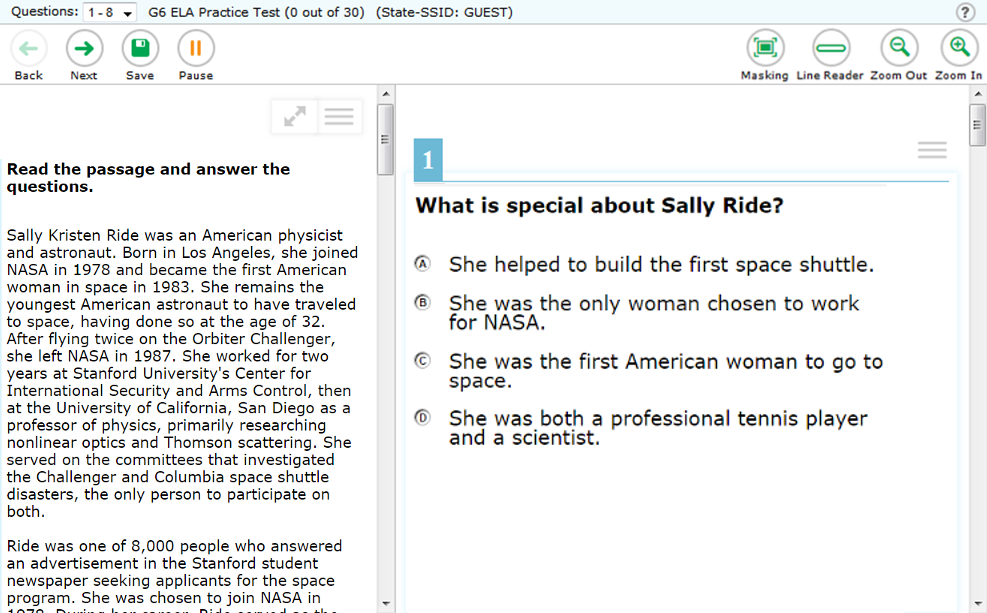 Questions: 1 - 8 G6 ELA Practice Test (0 out of 30) (State-SSID: GUEST) ?
Back Next Save Pause Masking Line Reader Zoom Out Zoom In
Read the passage and answer the
questions.
Sally Kristen Ride was an American physicist
and astronaut. Born in Los Angeles, she joined
NASA in 1978 and became the first American
woman in space in 1983. She remains the
youngest American astronaut to have traveled
to space, having done so at the age of 32.
After flying twice on the Orbiter Challenger,
she left NASA in 1987. She worked for two
years at Stanford University's Center for
International Security and Arms Control, then
at the University of California, San Diego as a
professor of physics, primarily researching
nonlinear optics and Thomson scattering. She
served on the committees that investigated
the Challenger and Columbia space shuttle
disasters, the only person to participate on
both.
Ride was one of 8,000 people who answered
an advertisement in the Stanford student
newspaper seeking applicants for the space
program. She was chosen to join NASA in
1978. During her career, Ride served as the
1
What is special about Sally Ride?
A She helped to build the first space shuttle.
B She was the only woman chosen to work
for NASA.
C She was the first American woman to go to
space.
D She was both a professional tennis player
and a scientist.